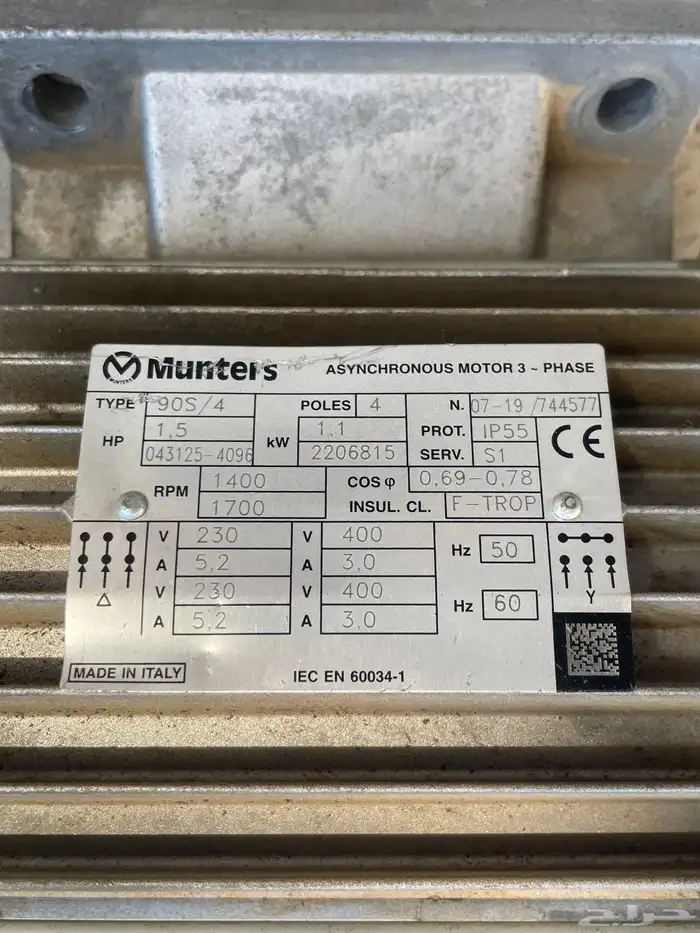 MUNTERS
Munters ASYNCHRONOUS MOTOR 3 ~ PHASE
TYPE 90S/4 POLES 4 N. 07-19/744577
HP 1,5 kW 1.1 PROT. IP55 CE
043125-4096 2206815 SERV. S1
RPM 1400 COS φ 0,69-0,78
1700 INSUL. CL. F-TROP
V 230 V 400 Hz 50
A 5,2 A 3,0
V 230 V 400 Hz 60
A 5,2 A 3,0
Δ Y
MADE IN ITALY IEC EN 60034-1
حراج